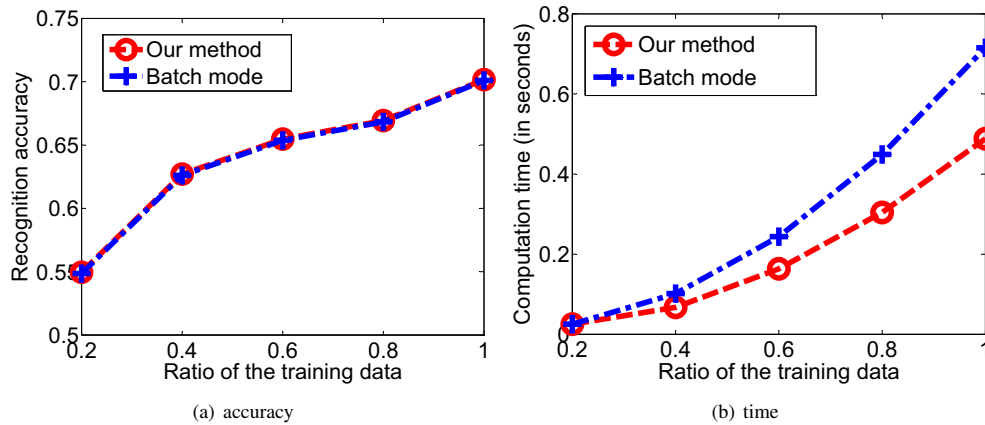 0.75
0.7
0.65
0.6
0.55
0.5
Recognition accuracy
Our method
Batch mode
0.2 0.4 0.6 0.8 1
Ratio of the training data
(a) accuracy
0.8
0.6
0.4
0.2
0
Computation time (in seconds)
Our method
Batch mode
0.2 0.4 0.6 0.8 1
Ratio of the training data
(b) time